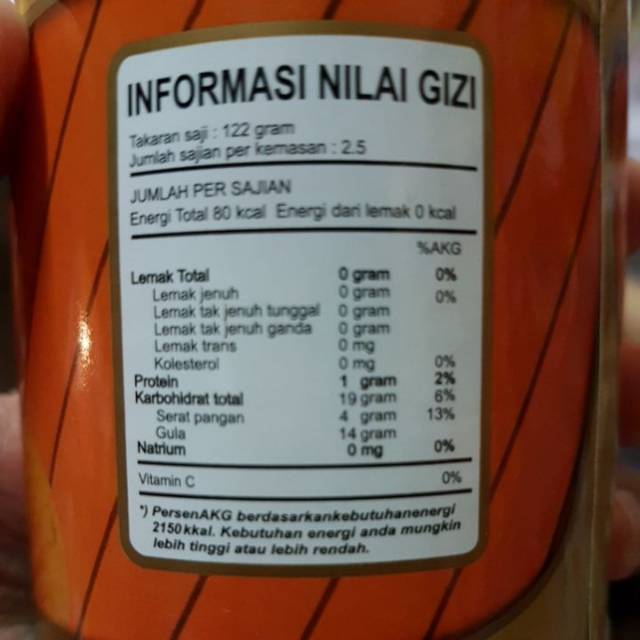 INFORMASI NILAI GIZI
Takaran saji : 122 gram
Jumlah sajian per kemasan : 2.5
JUMLAH PER SAJIAN
Energi Total 80 kcal Energi dari lemak 0 kcal
%AKG
Lemak Total 0 gram 0%
Lemak jenuh 0 gram 0%
Lemak tak jenuh tunggal 0 gram
Lemak tak jenuh ganda 0 gram
Lemak trans 0 mg
Kolesterol 0 mg 0%
Protein 1 gram 2%
Karbohidrat total 19 gram 6%
Serat pangan 4 gram 13%
Gula 14 gram
Natrium 0 mg 0%
Vitamin C 0%
*) PersenAKG berdasarkankebutuhanenergi
2150kkal. Kebutuhan energi anda mungkin
lebih tinggi atau lebih rendah.